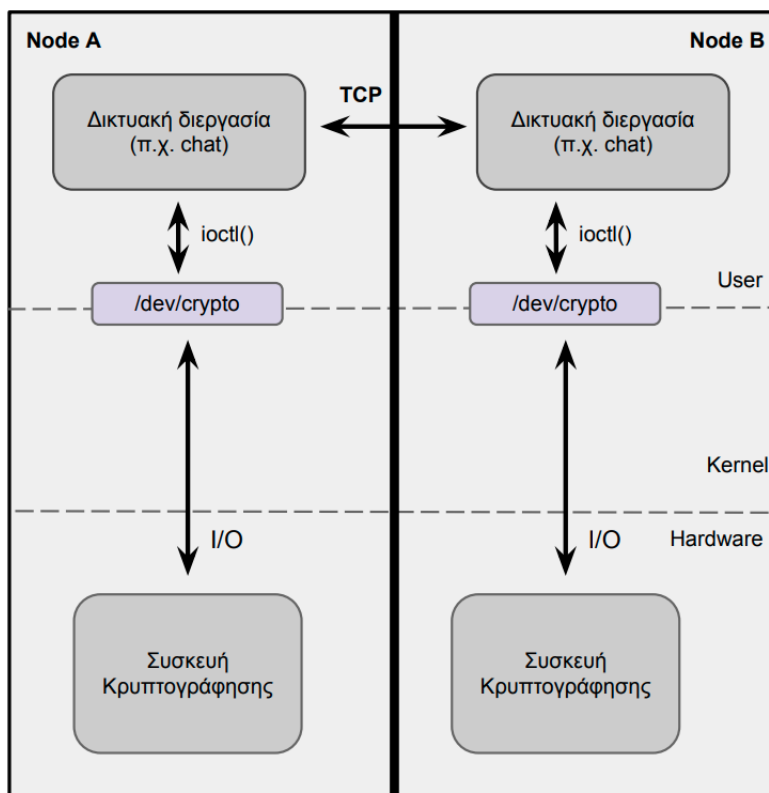 Node A
Node B
TCP
Δικτυακή διεργασία
(π.χ. chat)
Δικτυακή διεργασία
(π.χ. chat)
ioctl()
ioctl()
User
/dev/crypto
/dev/crypto
Kernel
I/O
I/O
Hardware
Συσκευή
Κρυπτογράφησης
Συσκευή
Κρυπτογράφησης